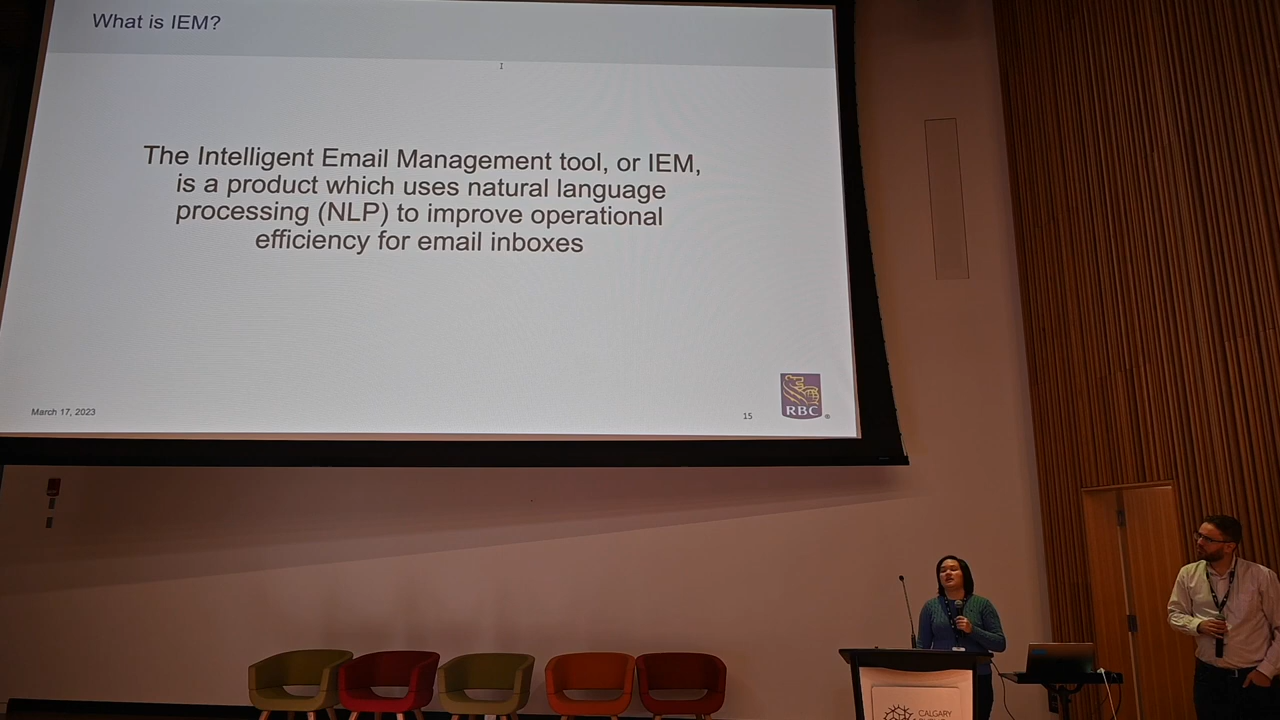 What is IEM?
The Intelligent Email Management tool, or IEM,
is a product which uses natural language
processing (NLP) to improve operational
efficiency for email inboxes
March 17, 2023
15
RBC
®
CALGARY